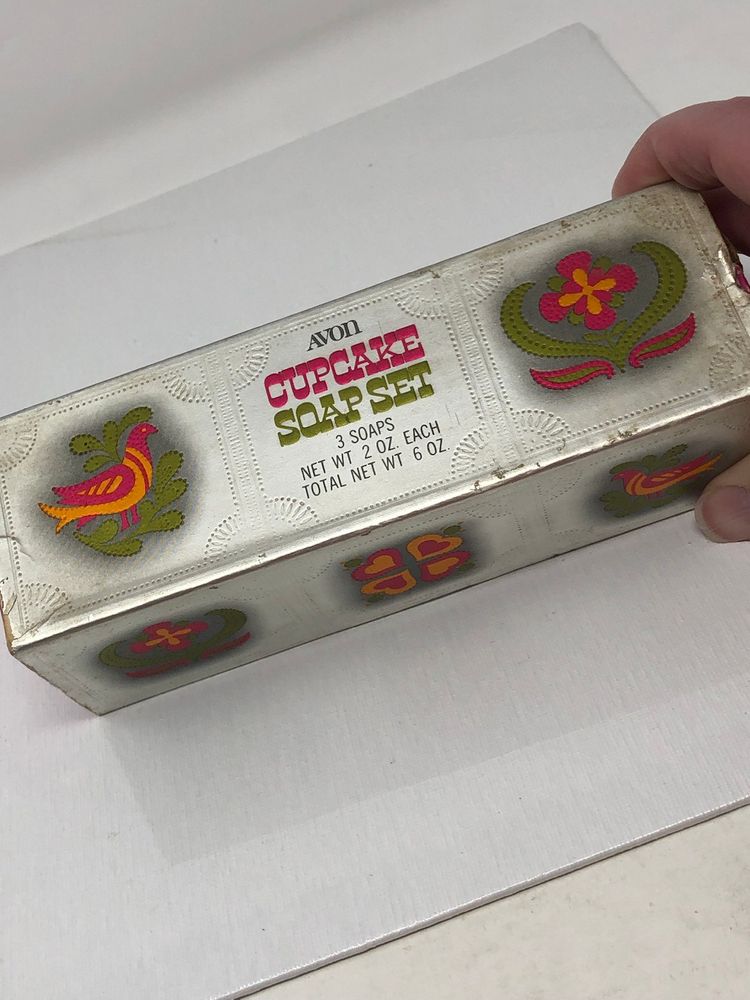 AVON
CUPCAKE
SOAP SET
3 SOAPS
NET WT 2 OZ. EACH
TOTAL NET WT 6 OZ.